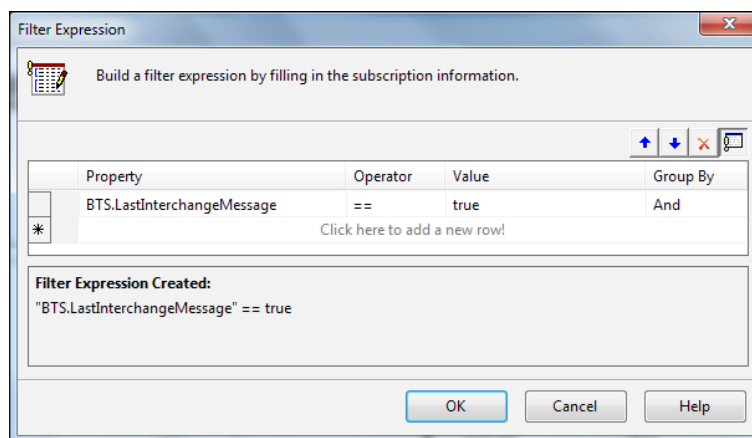 Filter Expression
Build a filter expression by filling in the subscription information.
Property Operator Value Group By
BTS.LastInterchangeMessage == true And
* Click here to add a new row!
Filter Expression Created:
"BTS.LastInterchangeMessage" == true
OK Cancel Help